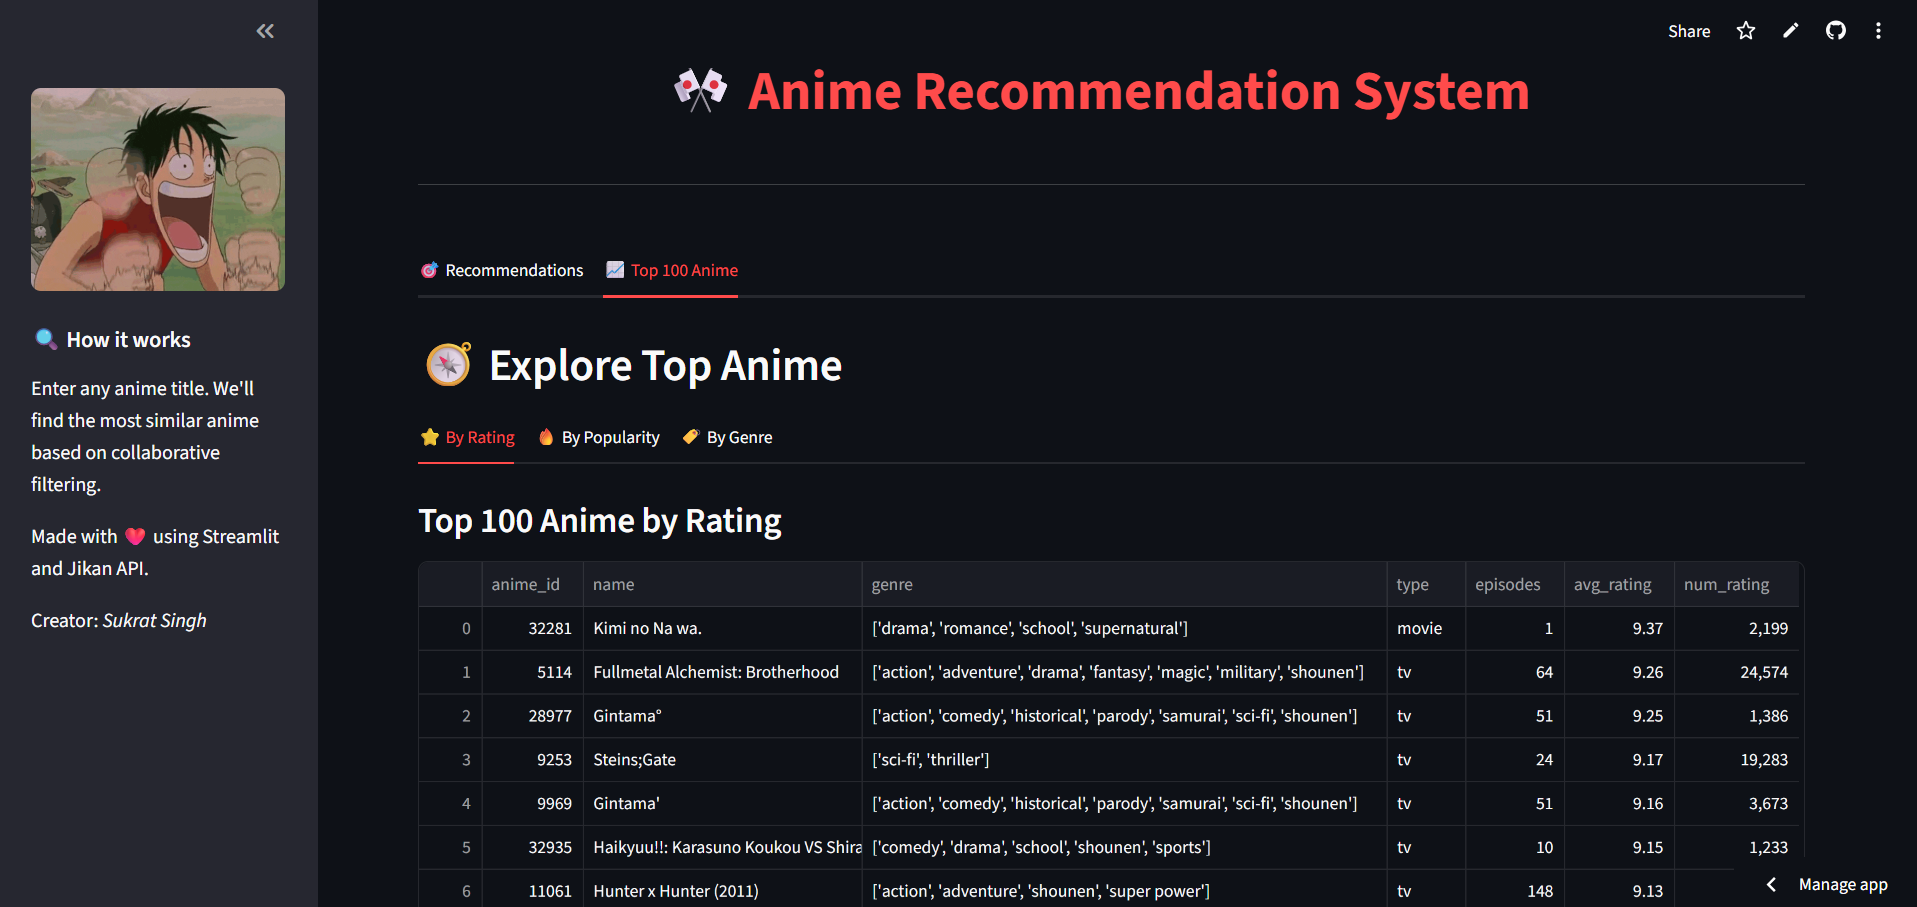 Share
Anime Recommendation System
Recommendations
Top 100 Anime
How it works
Enter any anime title. We'll
find the most similar anime
based on collaborative
filtering.
Made with ❤ using Streamlit
and Jikan API.
Creator: Sukrat Singh
Explore Top Anime
By Rating
By Popularity
By Genre
Top 100 Anime by Rating
anime_id name genre type episodes avg_rating num_rating
0 32281 Kimi no Na wa. ['drama', 'romance', 'school', 'supernatural'] movie 1 9.37 2,199
1 5114 Fullmetal Alchemist: Brotherhood ['action', 'adventure', 'drama', 'fantasy', 'magic', 'military', 'shounen'] tv 64 9.26 24,574
2 28977 Gintama° ['action', 'comedy', 'historical', 'parody', 'samurai', 'sci-fi', 'shounen'] tv 51 9.25 1,386
3 9253 Steins;Gate ['sci-fi', 'thriller'] tv 24 9.17 19,283
4 9969 Gintama' ['action', 'comedy', 'historical', 'parody', 'samurai', 'sci-fi', 'shounen'] tv 51 9.16 3,673
5 32935 Haikyuu!!: Karasuno Koukou VS Shira ['comedy', 'drama', 'school', 'shounen', 'sports'] tv 10 9.15 1,233
6 11061 Hunter x Hunter (2011) ['action', 'adventure', 'shounen', 'super power'] tv 148 9.13
Manage app